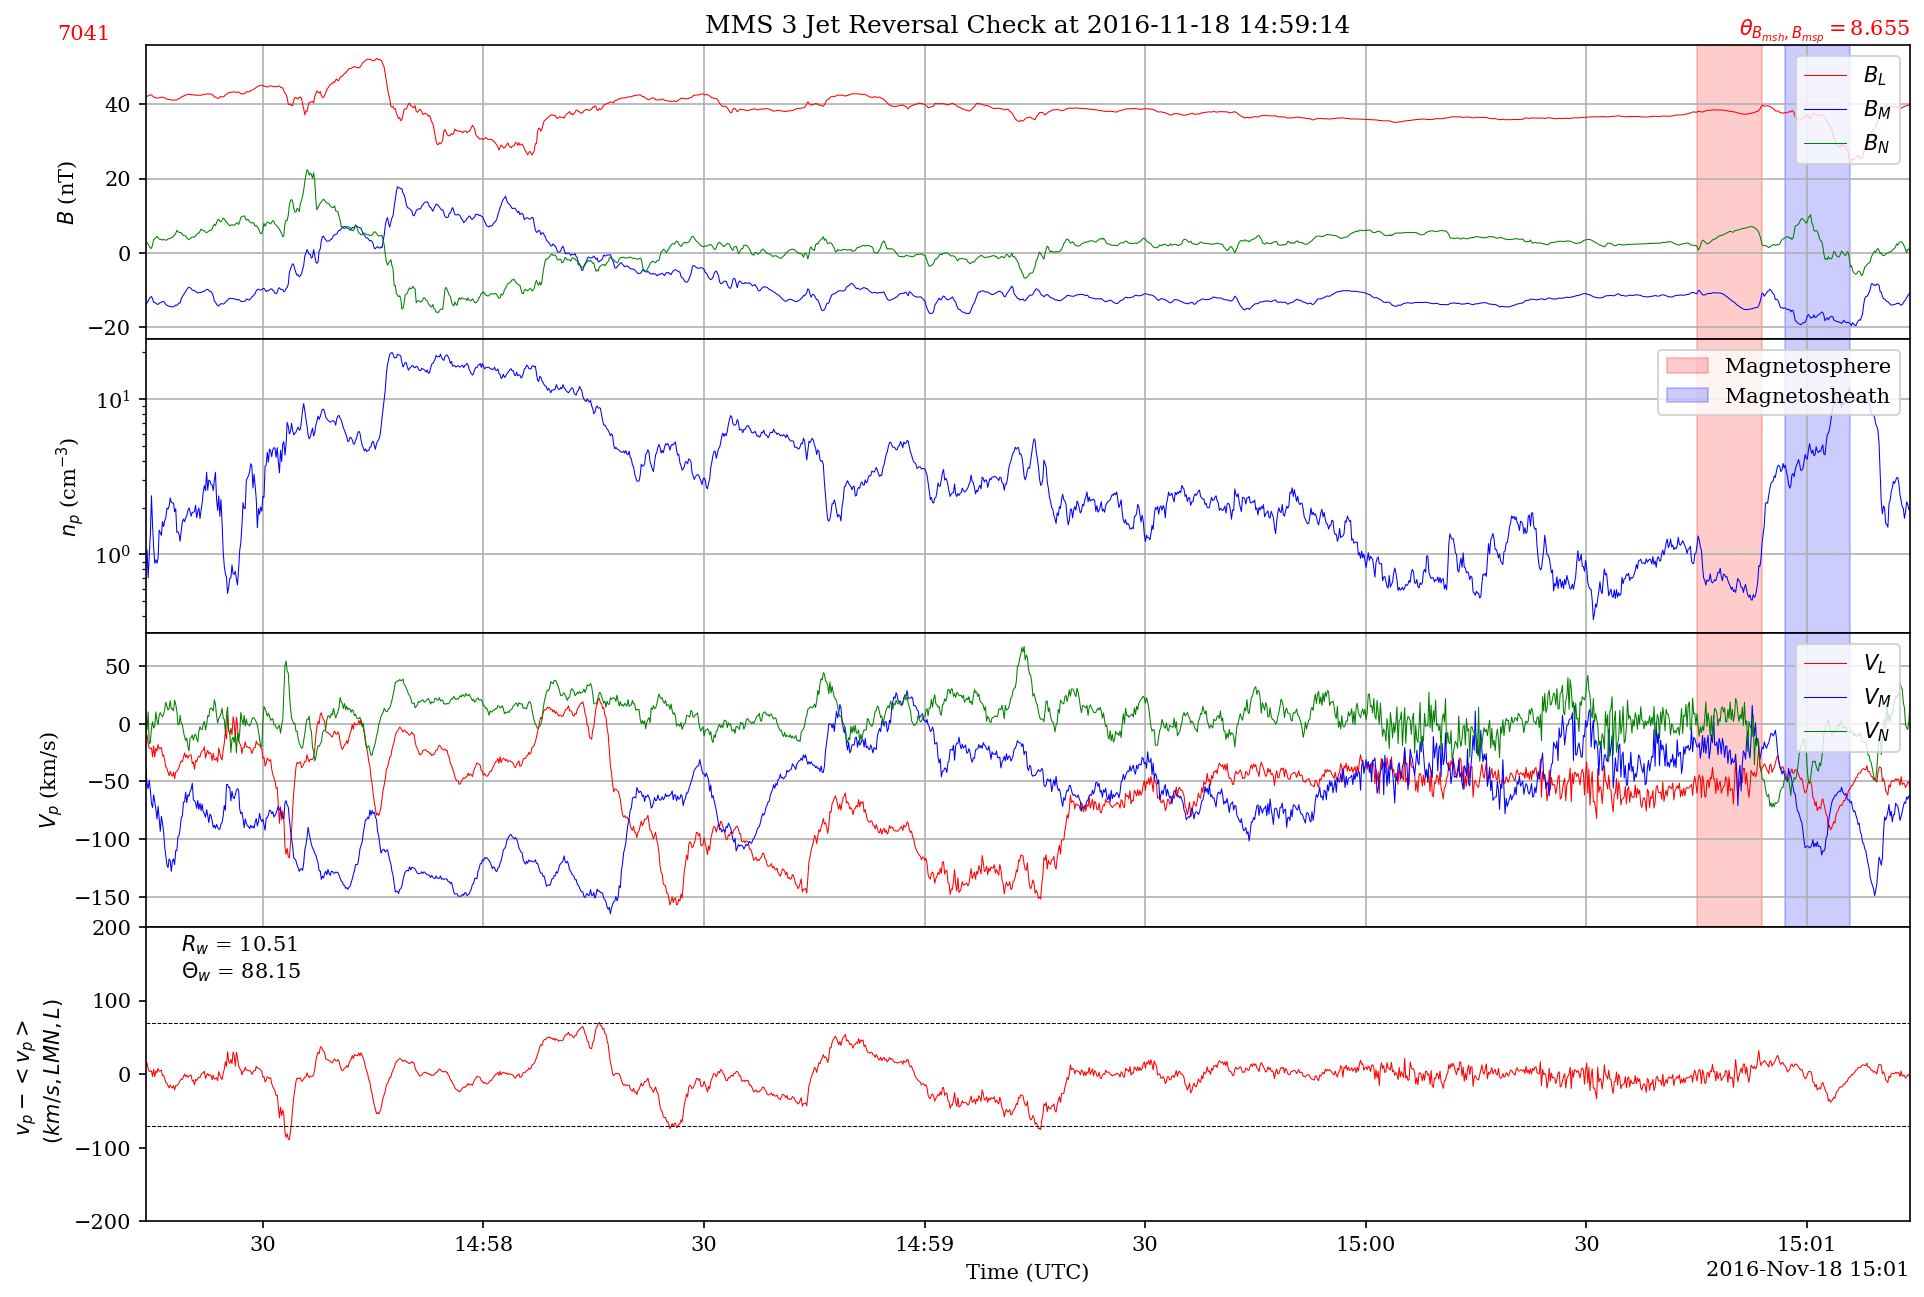 7041
MMS 3 Jet Reversal Check at 2016-11-18 14:59:14
θ_{B_{msh}, B_{msp}} = 8.655
B (nT)
40
20
0
−20
B_L
B_M
B_N
n_p (cm^{−3})
10^1
10^0
Magnetosphere
Magnetosheath
V_p (km/s)
50
0
−50
−100
−150
V_L
V_M
V_N
v_p − < v_p >
(km/s, LMN, L)
200
100
0
−100
−200
R_w = 10.51
Θ_w = 88.15
30
14:58
30
14:59
30
15:00
30
15:01
Time (UTC)
2016-Nov-18 15:01